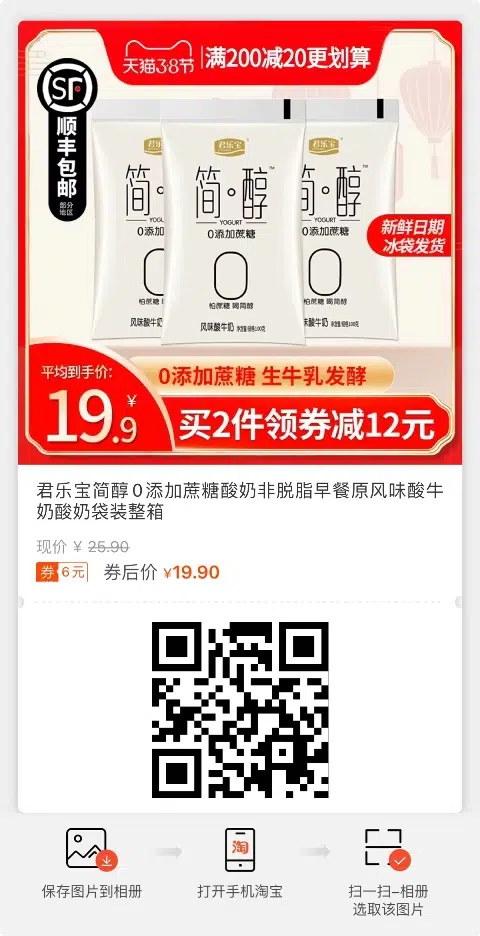 天猫38节
满200减20更划算
SF
顺丰包邮
部分
地区
君乐宝
简·醇
YOGURT
0添加蔗糖
0
怕蔗糖 喝简醇
风味酸牛奶
新鲜日期
冰袋发货
平均到手价:
¥
19.9
0添加蔗糖 生牛乳发酵
买2件领券减12元
君乐宝简醇０添加蔗糖酸奶非脱脂早餐原风味酸牛
奶酸奶袋装整箱
现价 ¥ 25.90
券 6元 券后价 ¥19.90
淘
保存图片到相册
打开手机淘宝
扫一扫-相册
选取该图片